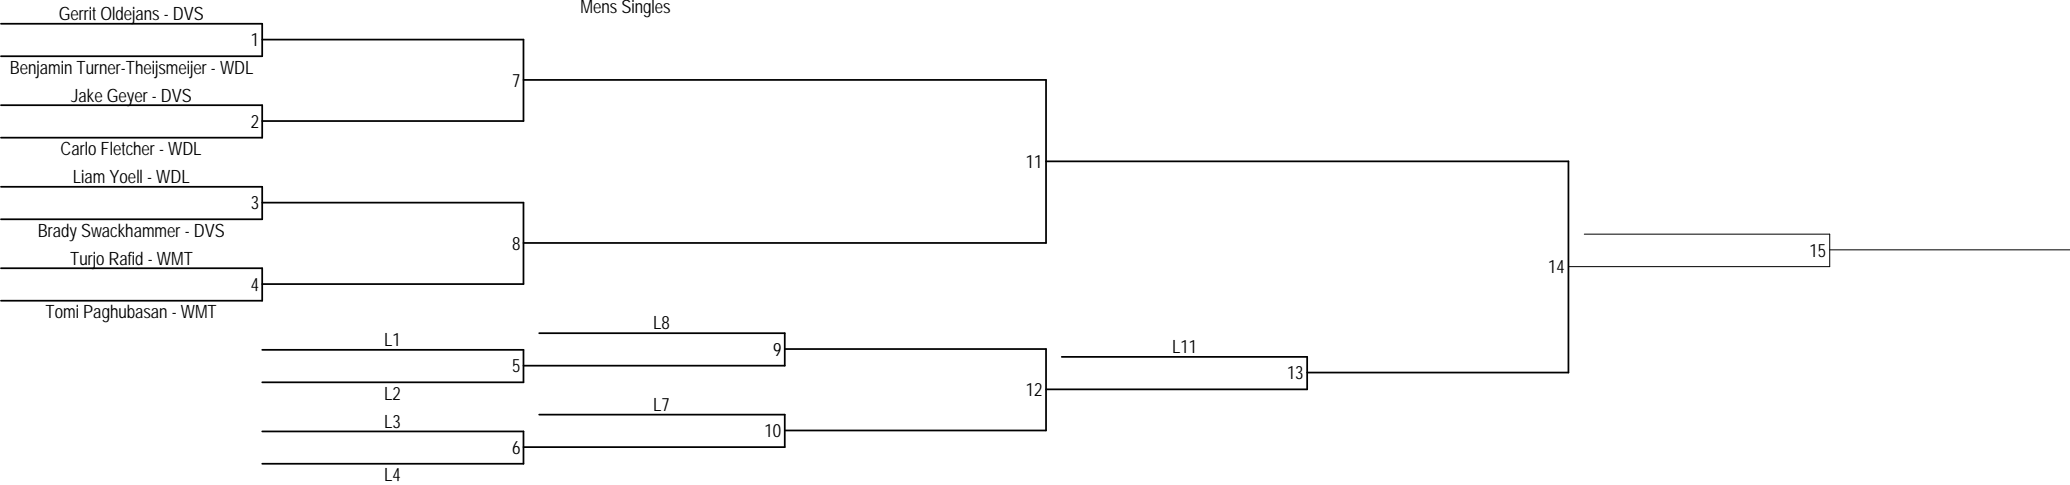 Mens Singles
Gerrit Oldejans - DVS
1
Benjamin Turner-Theijsmeijer - WDL
7
Jake Geyer - DVS
2
Carlo Fletcher - WDL
11
Liam Yoell - WDL
3
Brady Swackhammer - DVS
8
15
Turjo Rafid - WMT
14
4
Tomi Paghubasan - WMT
L8
L1
9
L11
5
13
12
L2
L7
L3
10
6
L4